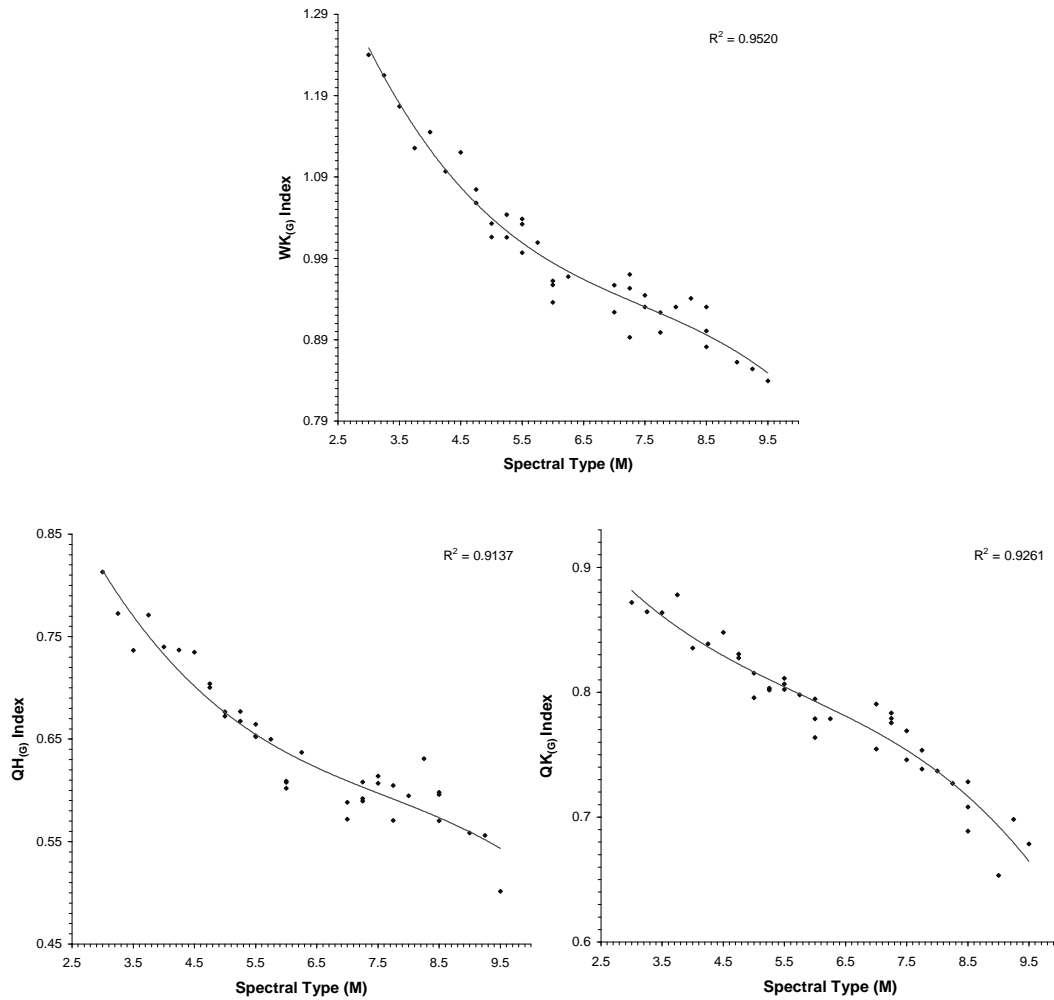 R² = 0.9520
WK(G) Index
1.29
1.19
1.09
0.99
0.89
0.79
2.5 3.5 4.5 5.5 6.5 7.5 8.5 9.5
Spectral Type (M)
R² = 0.9137
QH(G) Index
0.85
0.75
0.65
0.55
0.45
2.5 3.5 4.5 5.5 6.5 7.5 8.5 9.5
Spectral Type (M)
R² = 0.9261
QK(G) Index
0.9
0.8
0.7
0.6
2.5 3.5 4.5 5.5 6.5 7.5 8.5 9.5
Spectral Type (M)